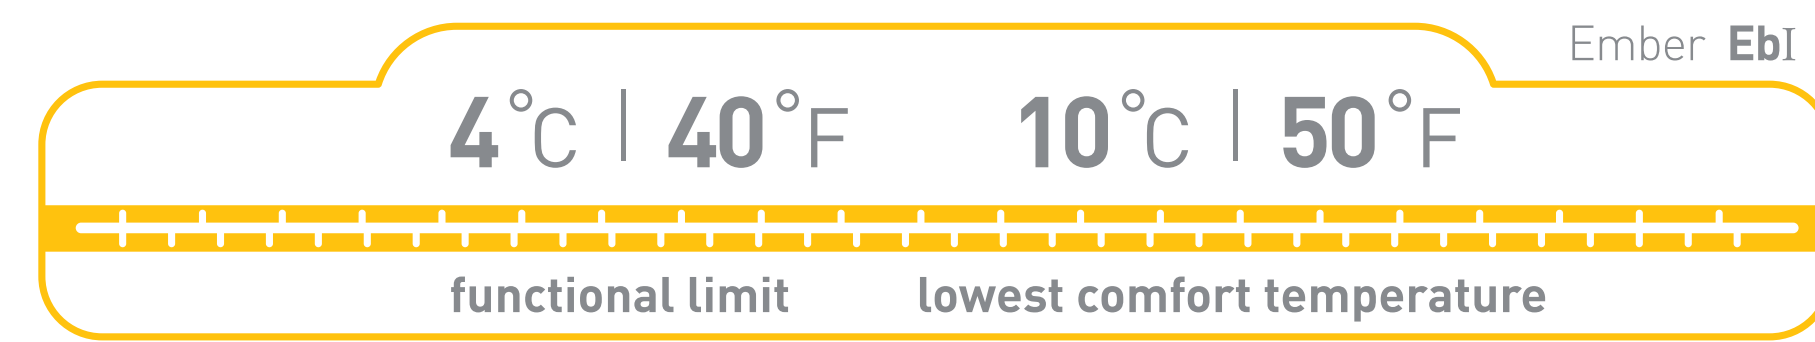 Ember EbI
4°C | 40°F 10°C | 50°F
functional limit lowest comfort temperature